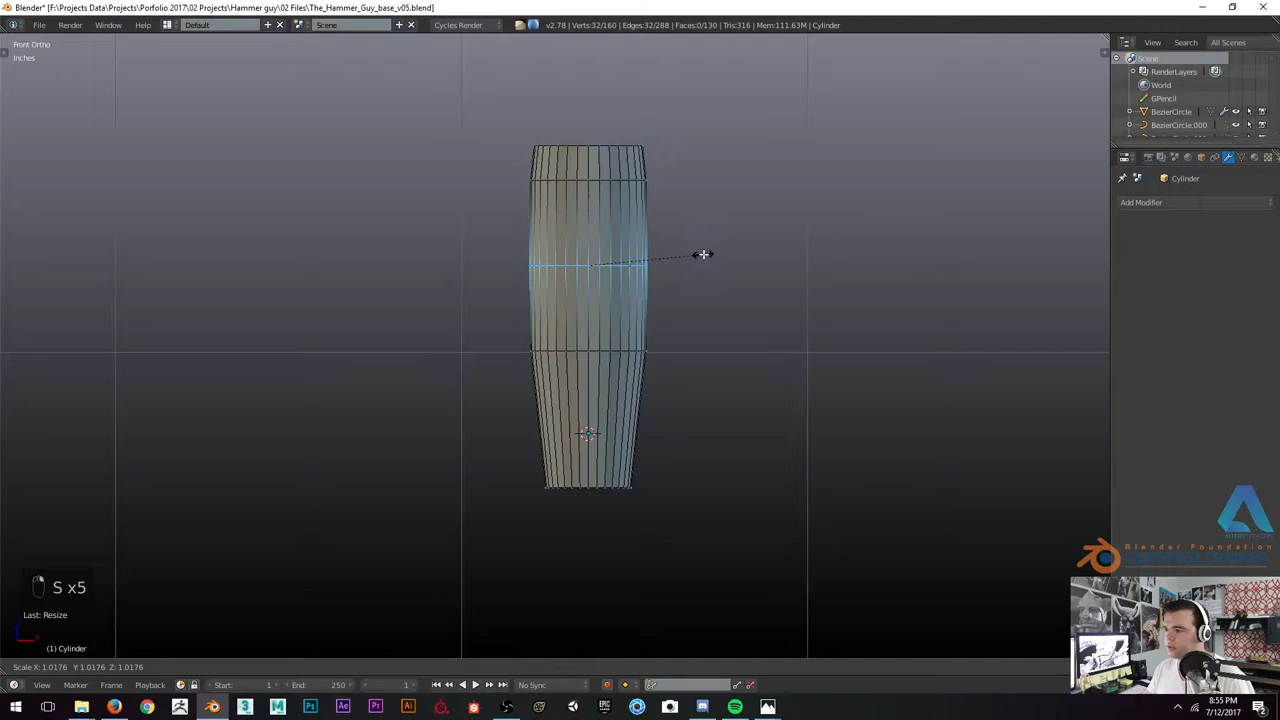 Blender* [F:\Projects Data\Projects\Porfolio 2017\02 Projects\Hammer guy\02 Files\The_Hammer_Guy_base_v05.blend]
File Render Window Help Default Scene Cycles Render v2.78 | Verts:32/160 | Edges:32/288 | Faces:0/130 | Tris:316 | Mem:111.63M | Cylinder
View Search All Scenes
Front Ortho
Inches
Scene
RenderLayers
World
GPencil
BezierCircle
BezierCircle.000
Cylinder
Add Modifier
Blender Foundation
S x5
Last: Resize
(1) Cylinder
Scale X: 1.0176 Y: 1.0176 Z: 1.0176
View Marker Frame Playback Start: 1 End: 250 1 No Sync
8:55 PM
7/12/2017